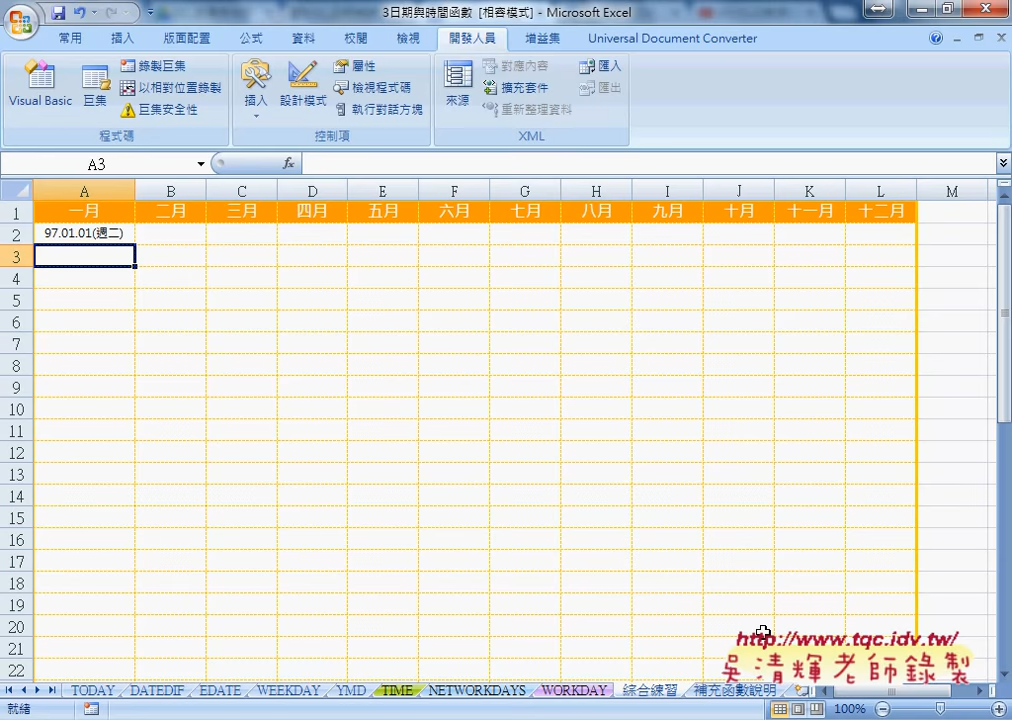 3日期與時間函數 [相容模式] - Microsoft Excel
常用 插入 版面配置 公式 資料 校閱 檢視 開發人員 增益集 Universal Document Converter
Visual Basic 巨集 錄製巨集 以相對位置錄製 巨集安全性 插入 設計模式 屬性 檢視程式碼 執行對話方塊 來源 對應內容 擴充套件 重新整理資料 匯入 匯出
程式碼 控制項 XML
A3 fx
A B C D E F G H I J K L M
1 一月 二月 三月 四月 五月 六月 七月 八月 九月 十月 十一月 十二月
2 97.01.01(週二)
3
4
5
6
7
8
9
10
11
12
13
14
15
16
17
18
19
20
21
22
http://www.tqc.idv.tw/
吳清輝老師錄製
TODAY DATEDIF EDATE WEEKDAY YMD TIME NETWORKDAYS WORKDAY 綜合練習 補充函數說明
就緒 100%